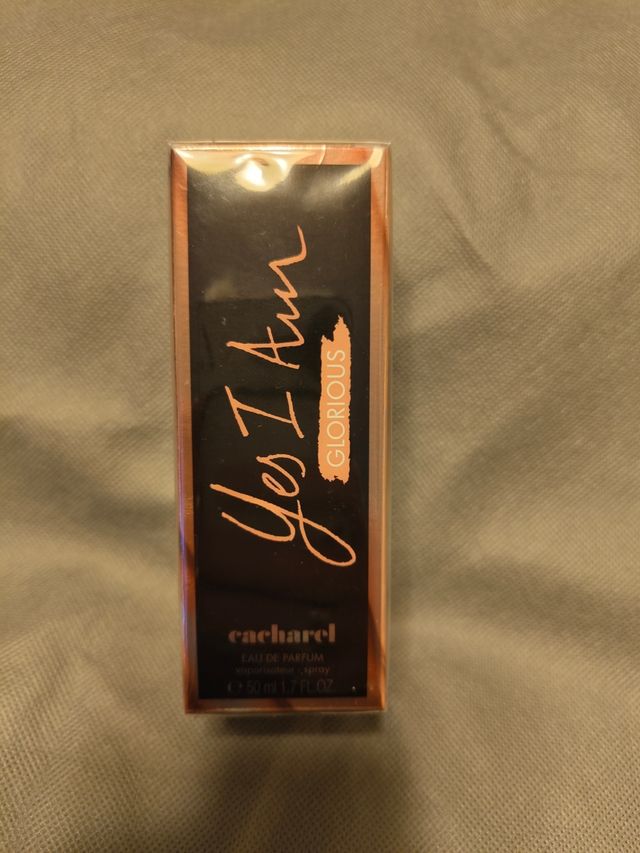 Yes I Am
GLORIOUS
cacharel
EAU DE PARFUM
vaporisateur - spray
℮ 50 ml 1.7 FL.OZ.